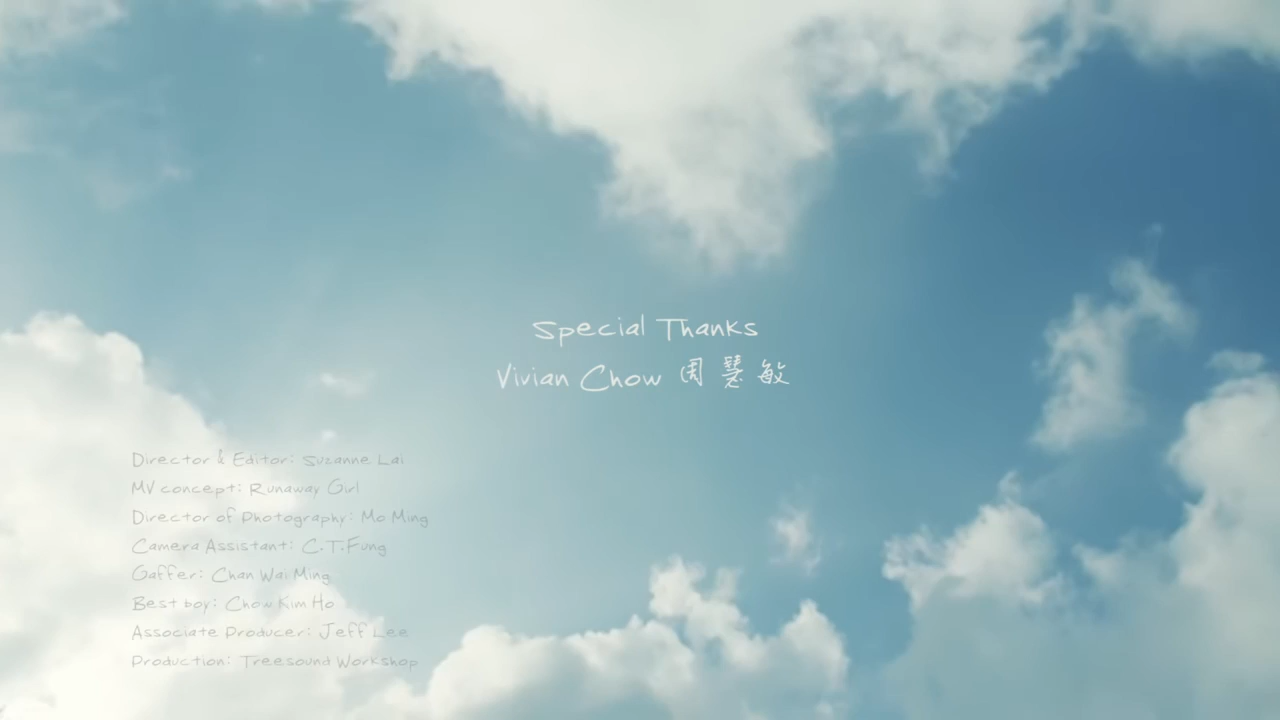 Special Thanks
Vivian Chow 周慧敏
Director & Editor: Suzanne Lai
MV concept: Runaway Girl
Director of Photography: Mo Ming
Camera Assistant: C.T.Fung
Gaffer: Chan Wai Ming
Best boy: Chow Kim Ho
Associate Producer: Jeff Lee
Production: Treesound Workshop